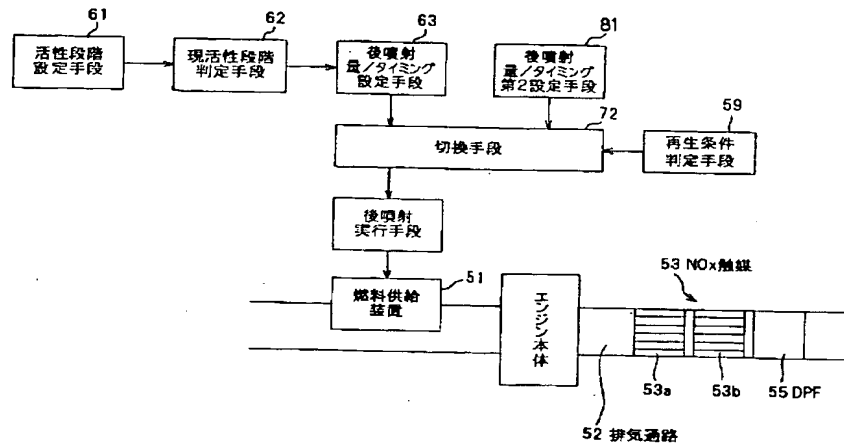 61
62
63
81
活性段階
設定手段
現活性段階
判定手段
後噴射
量/タイミング
設定手段
後噴射
量/タイミング
第2設定手段
72
59
切換手段
再生条件
判定手段
後噴射
実行手段
51
燃料供給
装置
エンジン本体
53 NOx触媒
53a
53b
55 DPF
52 排気通路